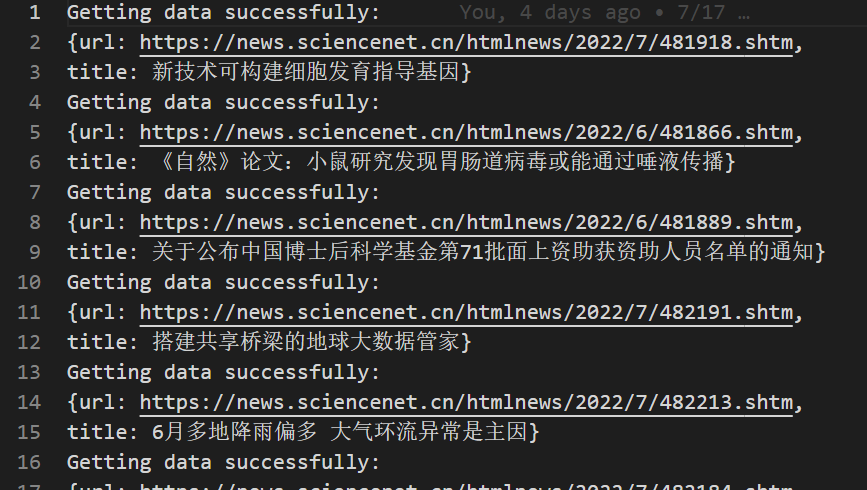 1 Getting data successfully: You, 4 days ago • 7/17 …
2 {url: https://news.sciencenet.cn/htmlnews/2022/7/481918.shtm,
3 title: 新技术可构建细胞发育指导基因}
4 Getting data successfully:
5 {url: https://news.sciencenet.cn/htmlnews/2022/6/481866.shtm,
6 title: 《自然》论文：小鼠研究发现胃肠道病毒或能通过唾液传播}
7 Getting data successfully:
8 {url: https://news.sciencenet.cn/htmlnews/2022/6/481889.shtm,
9 title: 关于公布中国博士后科学基金第71批面上资助获资助人员名单的通知}
10 Getting data successfully:
11 {url: https://news.sciencenet.cn/htmlnews/2022/7/482191.shtm,
12 title: 搭建共享桥梁的地球大数据管家}
13 Getting data successfully:
14 {url: https://news.sciencenet.cn/htmlnews/2022/7/482213.shtm,
15 title: 6月多地降雨偏多 大气环流异常是主因}
16 Getting data successfully:
17 {url: https://news.sciencenet.cn/htmlnews/2022/7/482184.shtm,